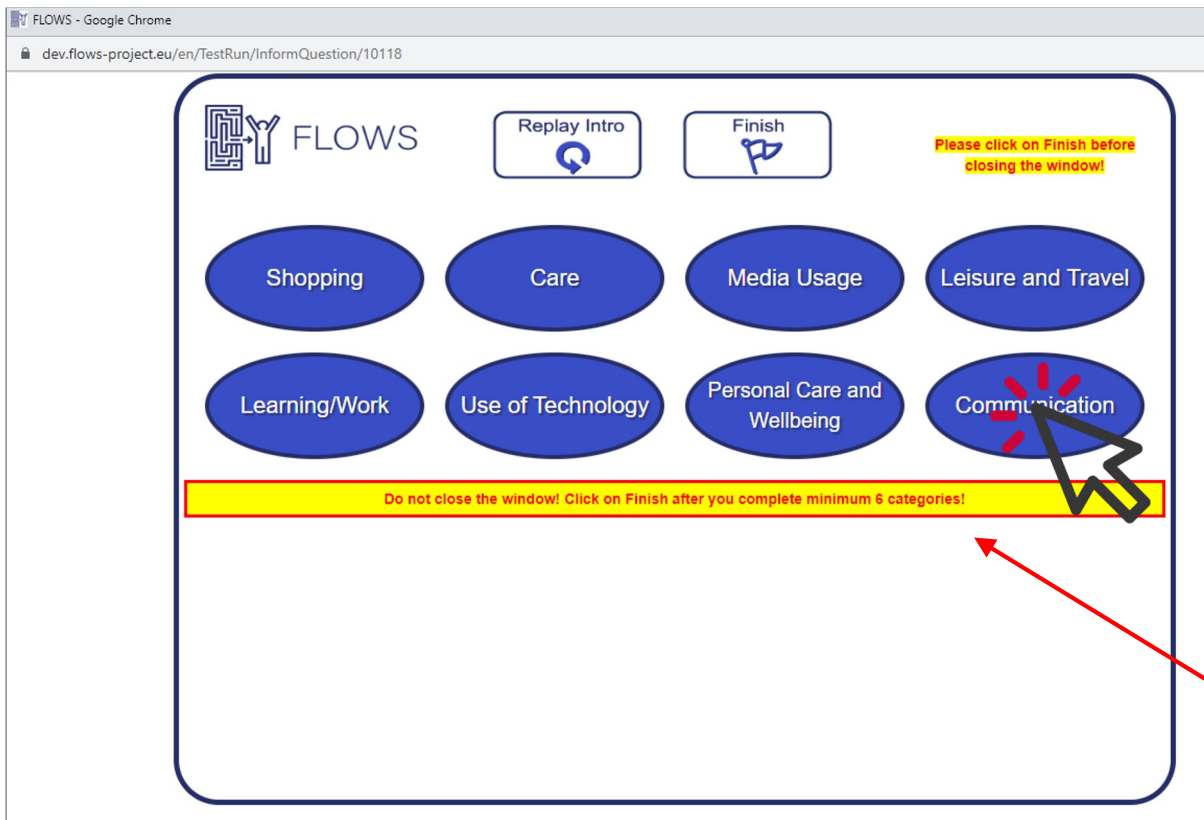 FLOWS - Google Chrome
dev.flows-project.eu/en/TestRun/InformQuestion/10118
FLOWS
Replay Intro
Finish
Please click on Finish before
closing the window!
Shopping
Care
Media Usage
Leisure and Travel
Learning/Work
Use of Technology
Personal Care and
Wellbeing
Communication
Do not close the window! Click on Finish after you complete minimum 6 categories!